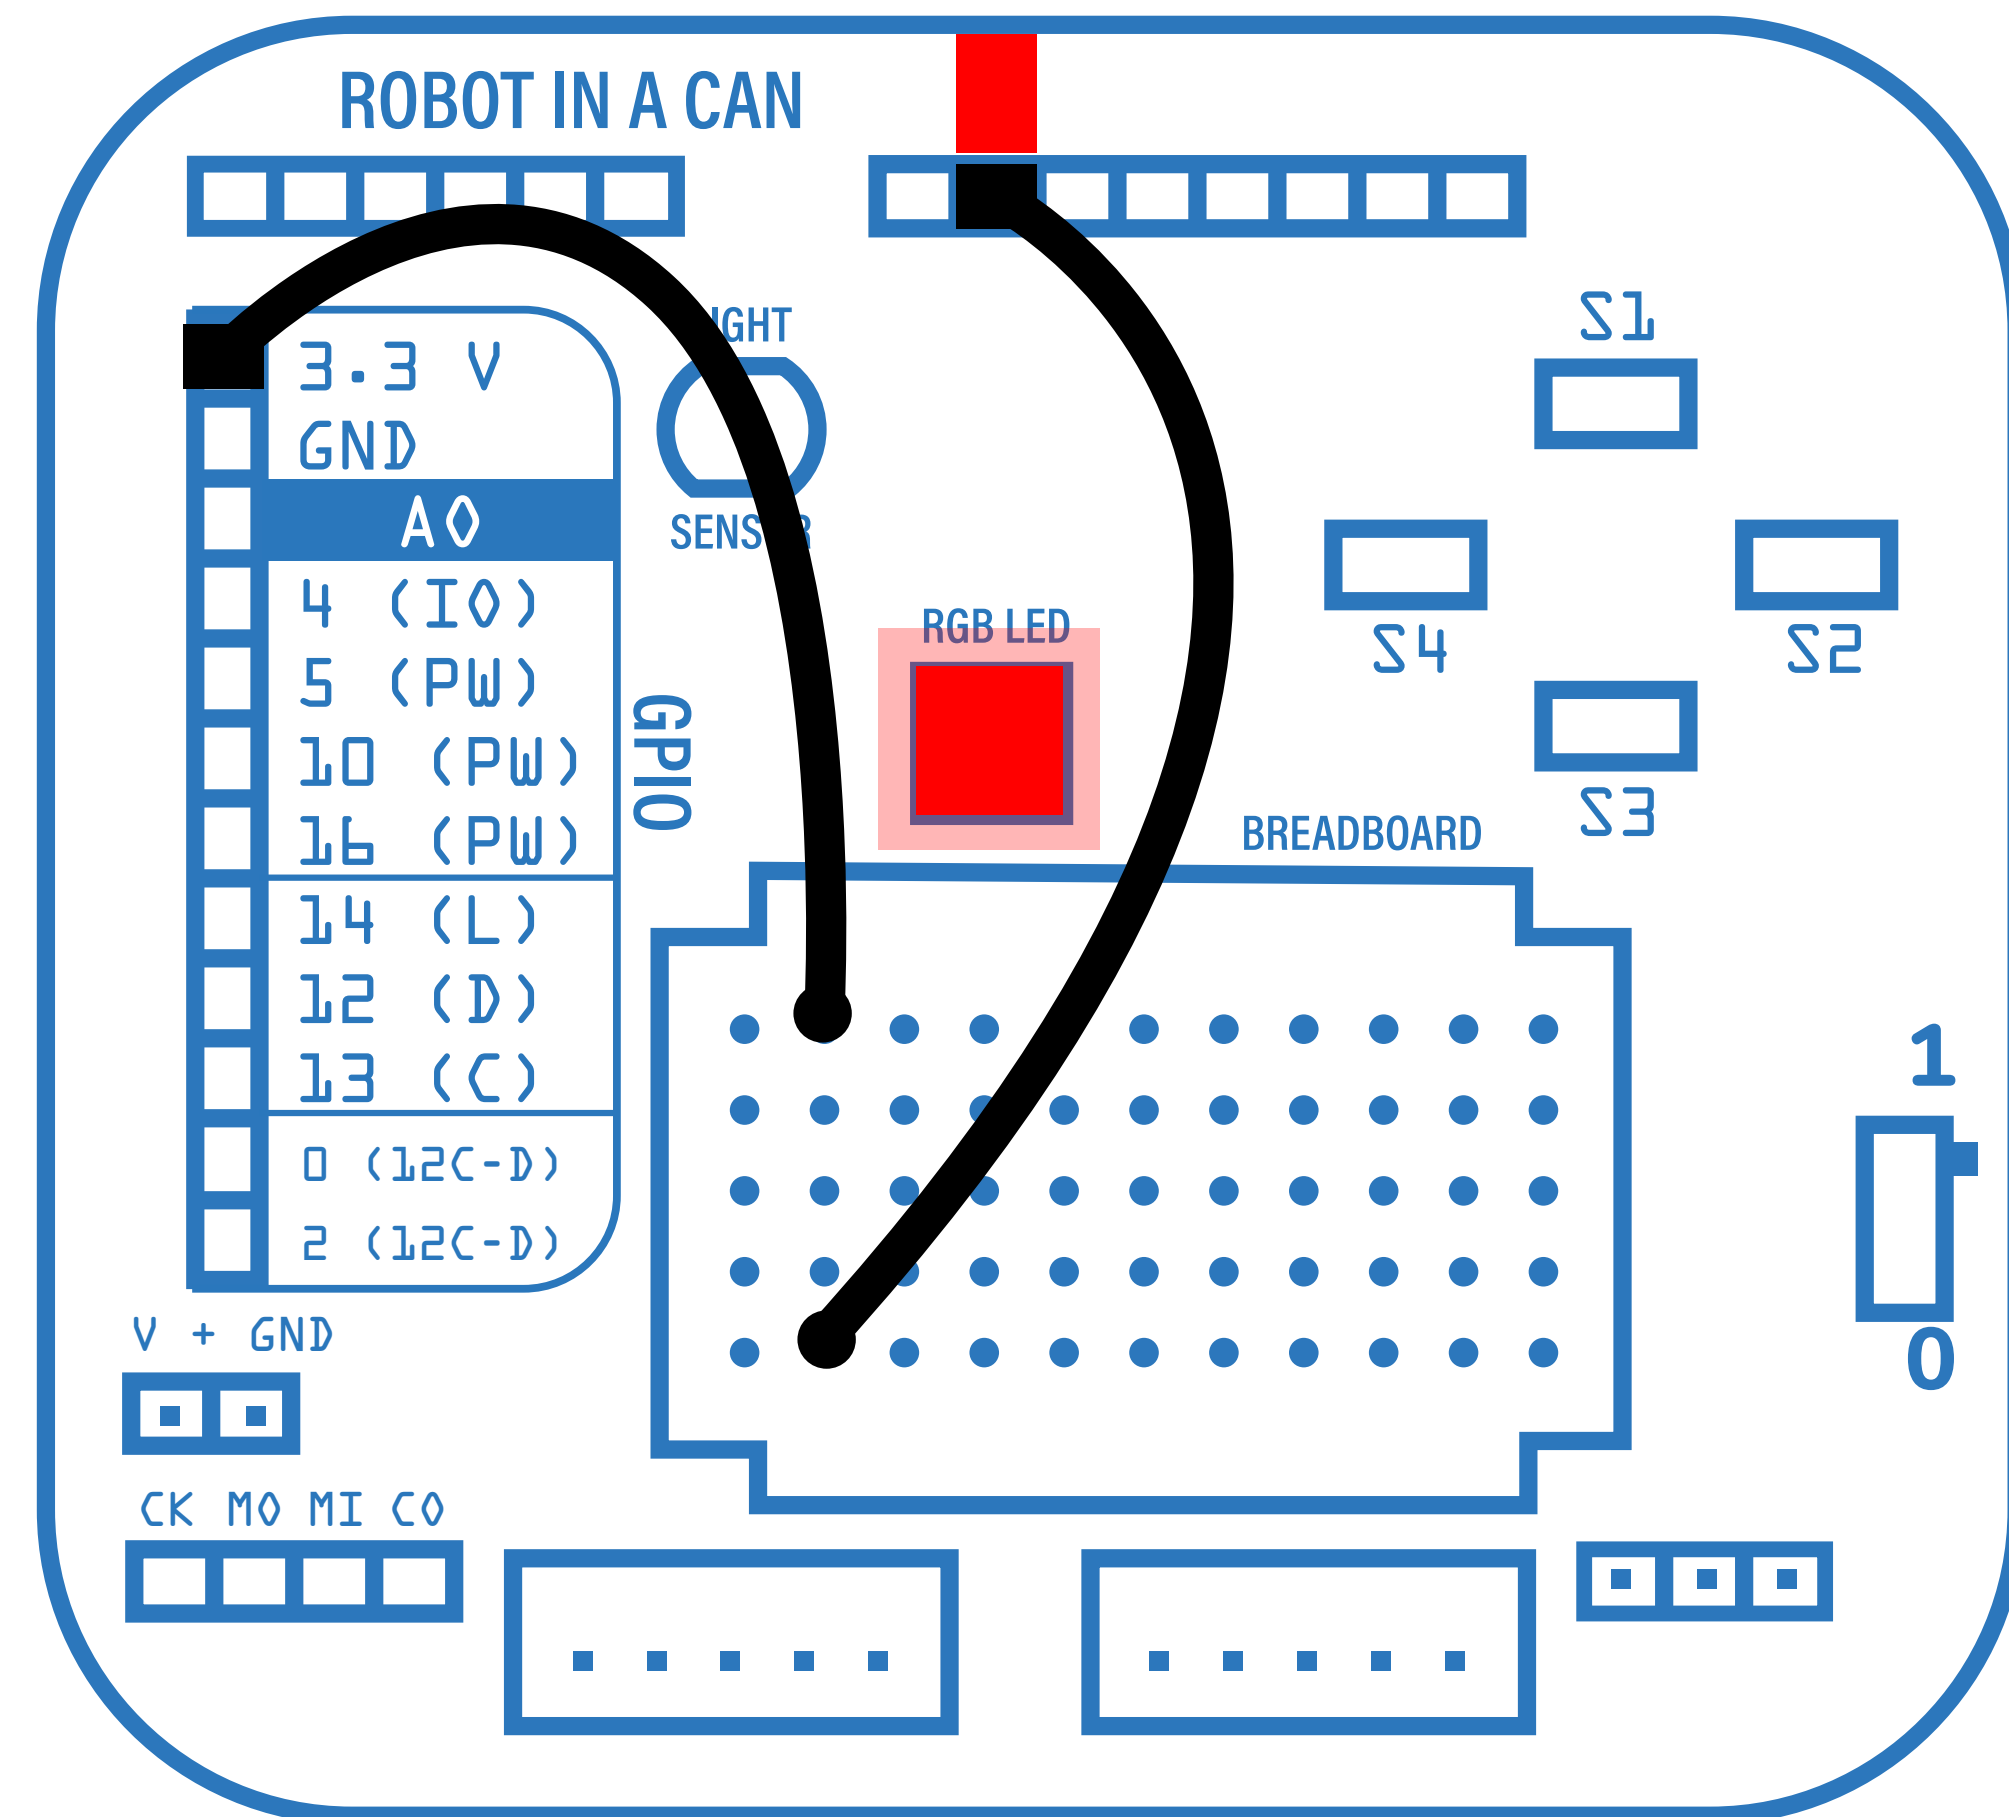 ROBOT IN A CAN
S1
3.3 V
GND
A0
SENS
4 (IO)
RGB LED
S4
S2
5 (PW)
GPIO
10 (PW)
16 (PW)
S3
BREADBOARD
14 (L)
12 (D)
13 (C)
1
0 (12C-D)
2 (12C-D)
V + GND
0
CK MO MI CO